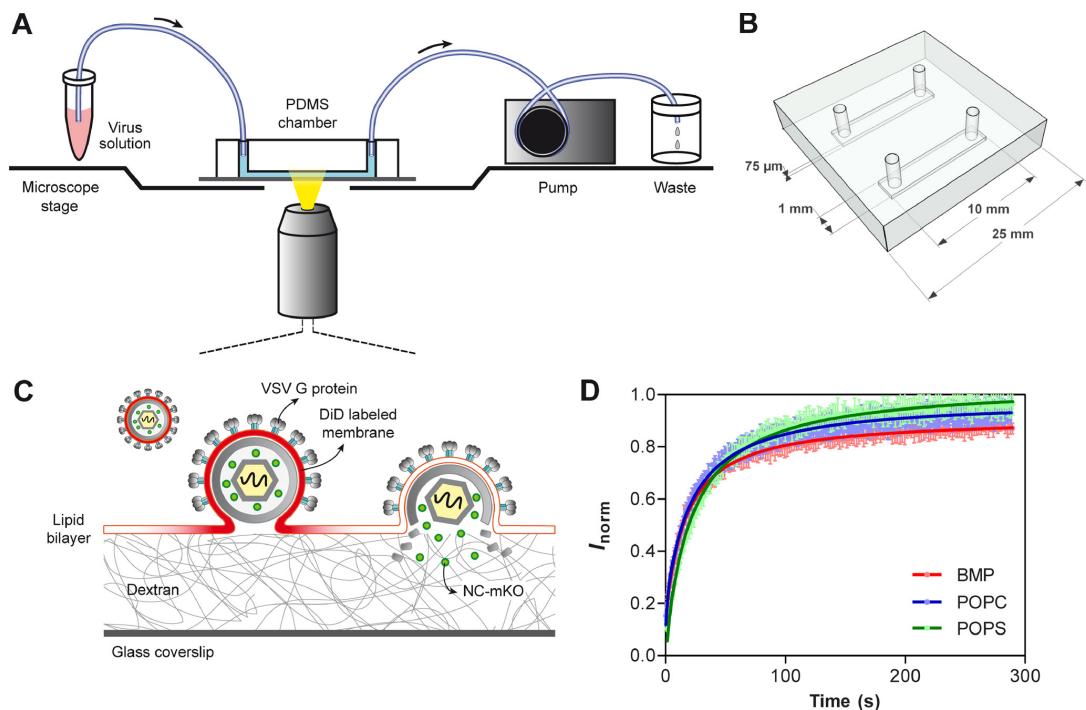 A
Virus
solution
PDMS
chamber
Microscope
stage
Pump
Waste
B
75 µm
1 mm
10 mm
25 mm
C
VSV G protein
DiD labeled
membrane
Lipid
bilayer
Dextran
NC-mKO
Glass coverslip
D
1.0
0.8
0.6
0.4
0.2
0.0
Inorm
BMP
POPC
POPS
0
100
200
300
Time (s)